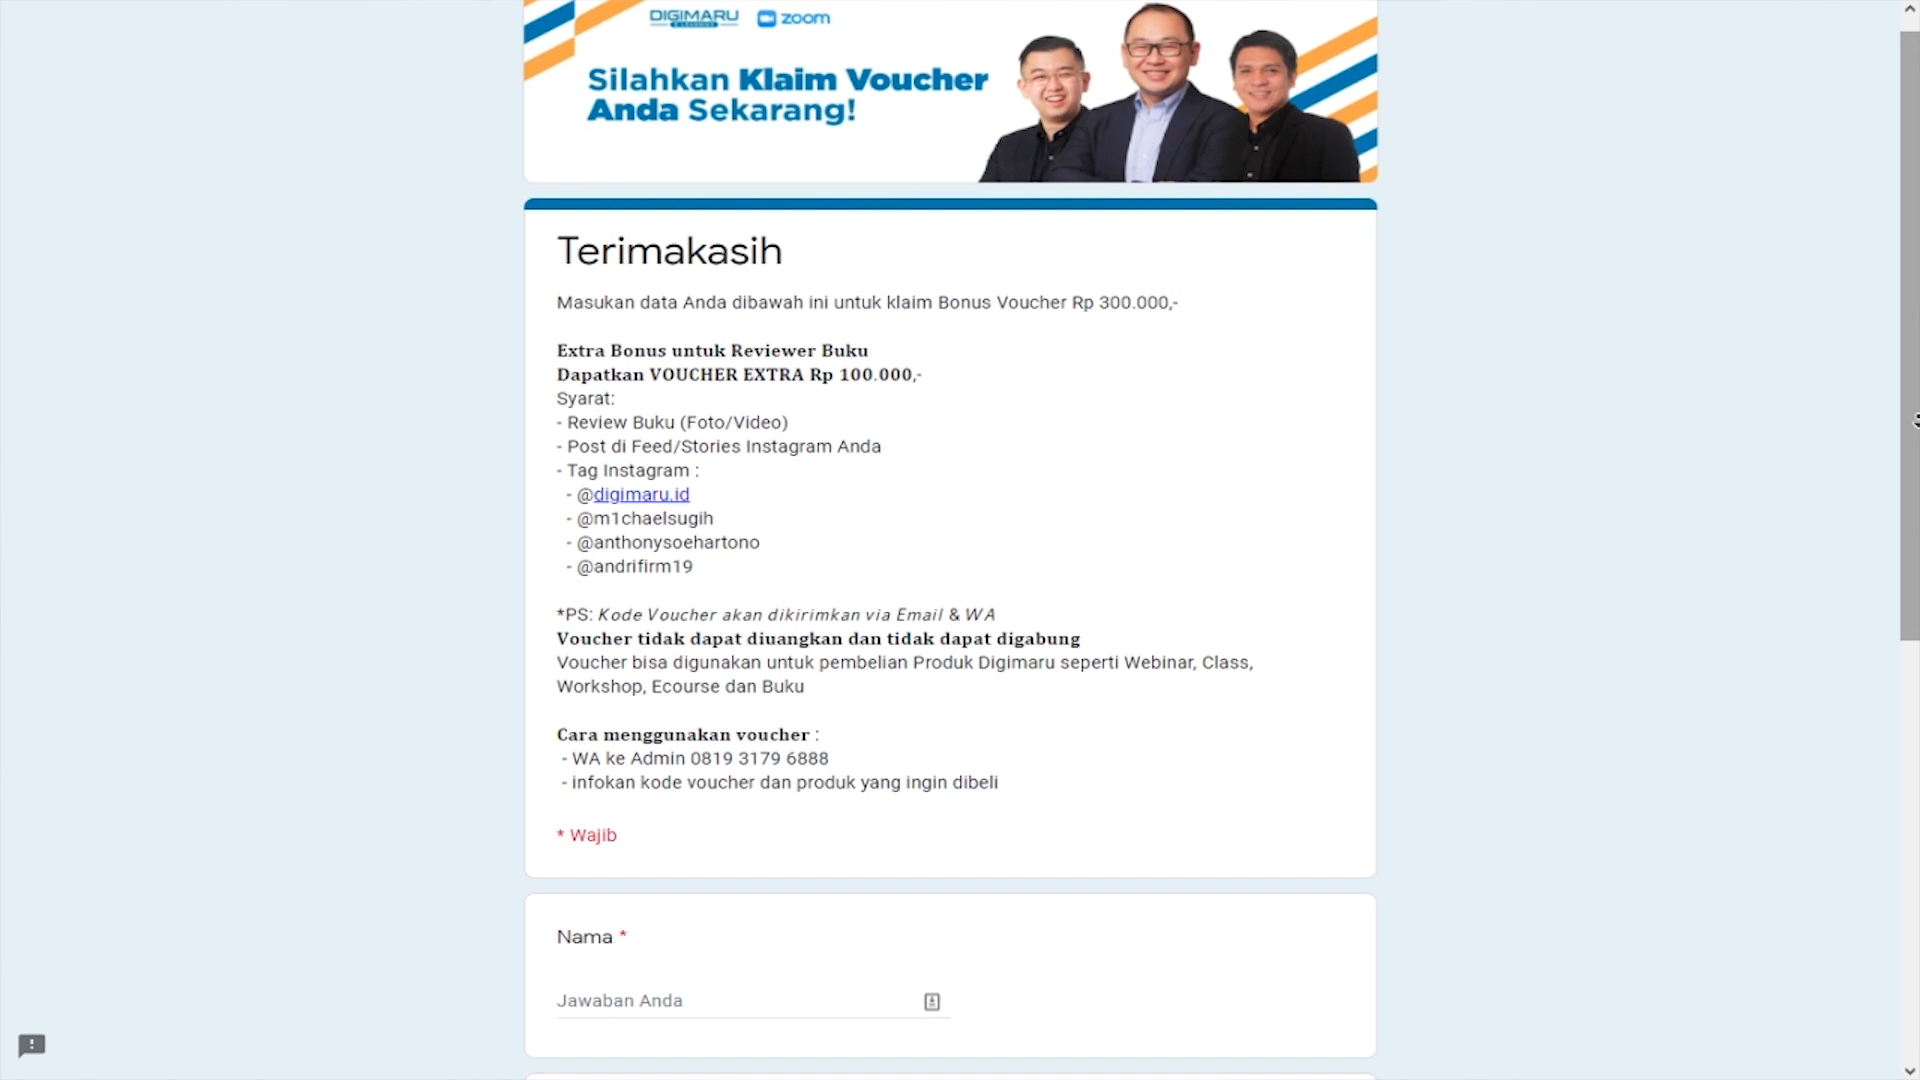 DIGIMARU zoom
E-LEARNING
Silahkan Klaim Voucher
Anda Sekarang!
Terimakasih
Masukan data Anda dibawah ini untuk klaim Bonus Voucher Rp 300.000,-
Extra Bonus untuk Reviewer Buku
Dapatkan VOUCHER EXTRA Rp 100.000,-
Syarat:
- Review Buku (Foto/Video)
- Post di Feed/Stories Instagram Anda
- Tag Instagram :
- @digimaru.id
- @m1chaelsugih
- @anthonysoehartono
- @andrifirm19
*PS: Kode Voucher akan dikirimkan via Email & WA
Voucher tidak dapat diuangkan dan tidak dapat digabung
Voucher bisa digunakan untuk pembelian Produk Digimaru seperti Webinar, Class,
Workshop, Ecourse dan Buku
Cara menggunakan voucher :
- WA ke Admin 0819 3179 6888
- infokan kode voucher dan produk yang ingin dibeli
* Wajib
Nama *
Jawaban Anda